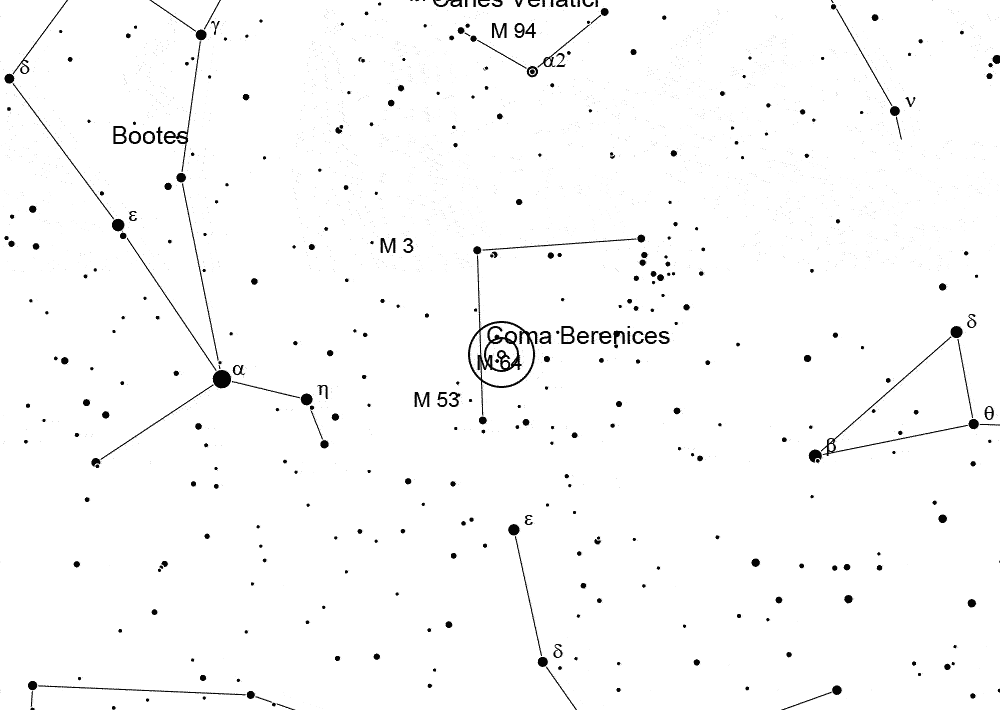 Canes Venatici
γ
M 94
α2
δ
ν
Bootes
ε
M 3
δ
Coma Berenices
M 64
α
η
M 53
θ
β
ε
δ